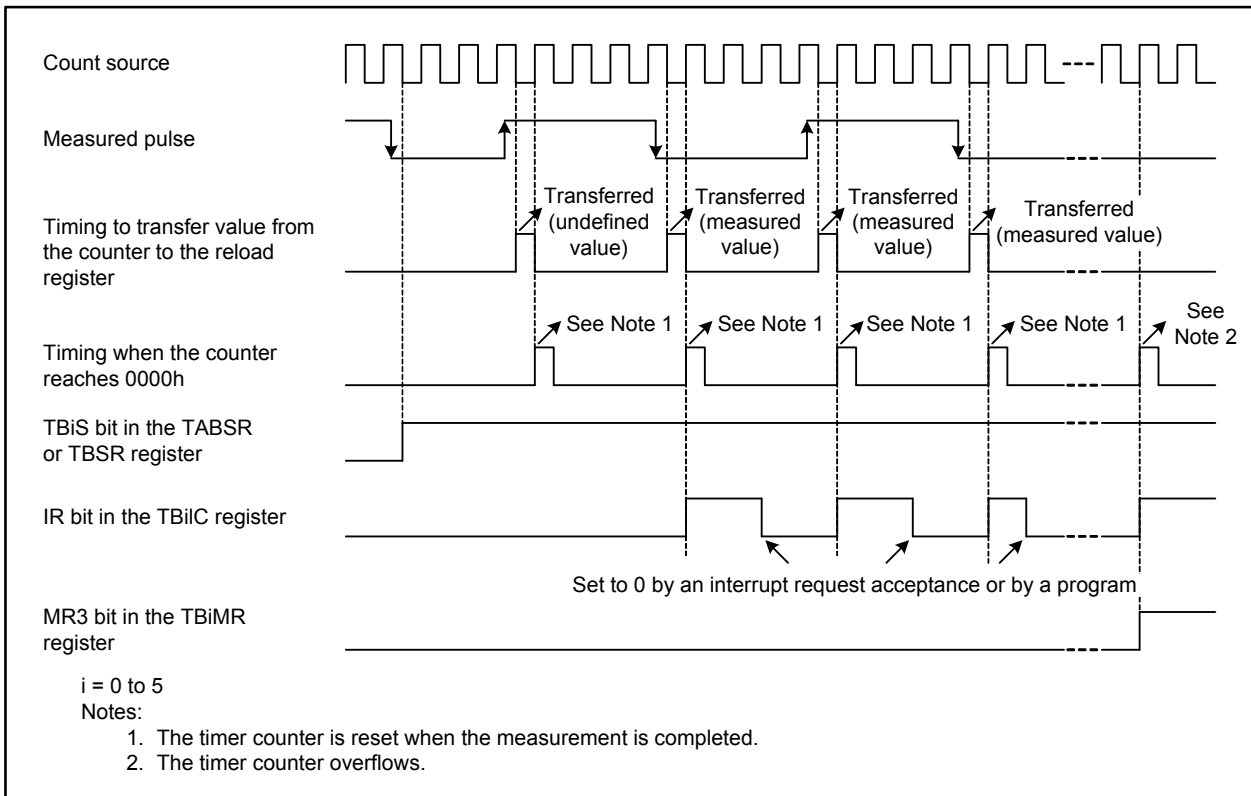 Count source
Measured pulse
Transferred
(undefined
value)
Transferred
(measured
value)
Transferred
(measured
value)
Transferred
(measured value)
Timing to transfer value from
the counter to the reload
register
See Note 1
See Note 1
See Note 1
See Note 1
See
Note 2
Timing when the counter
reaches 0000h
TBiS bit in the TABSR
or TBSR register
IR bit in the TBiIC register
Set to 0 by an interrupt request acceptance or by a program
MR3 bit in the TBiMR
register
i = 0 to 5
Notes:
1. The timer counter is reset when the measurement is completed.
2. The timer counter overflows.